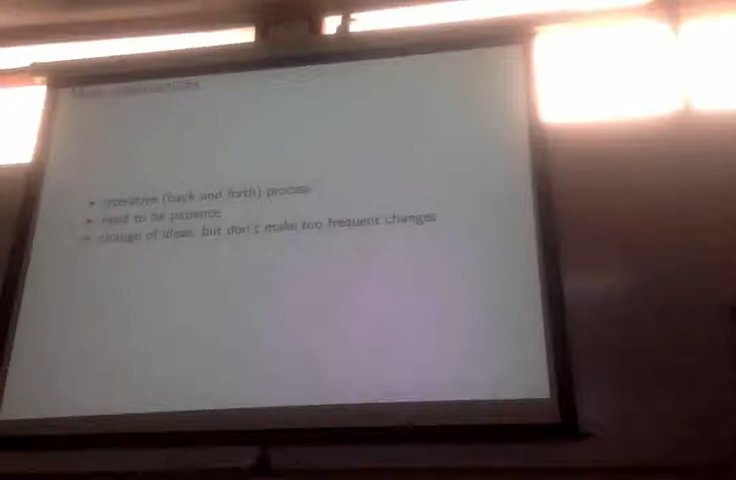 iterative (back and forth) process
need to be patience
change of ideas, but don't make too frequent changes